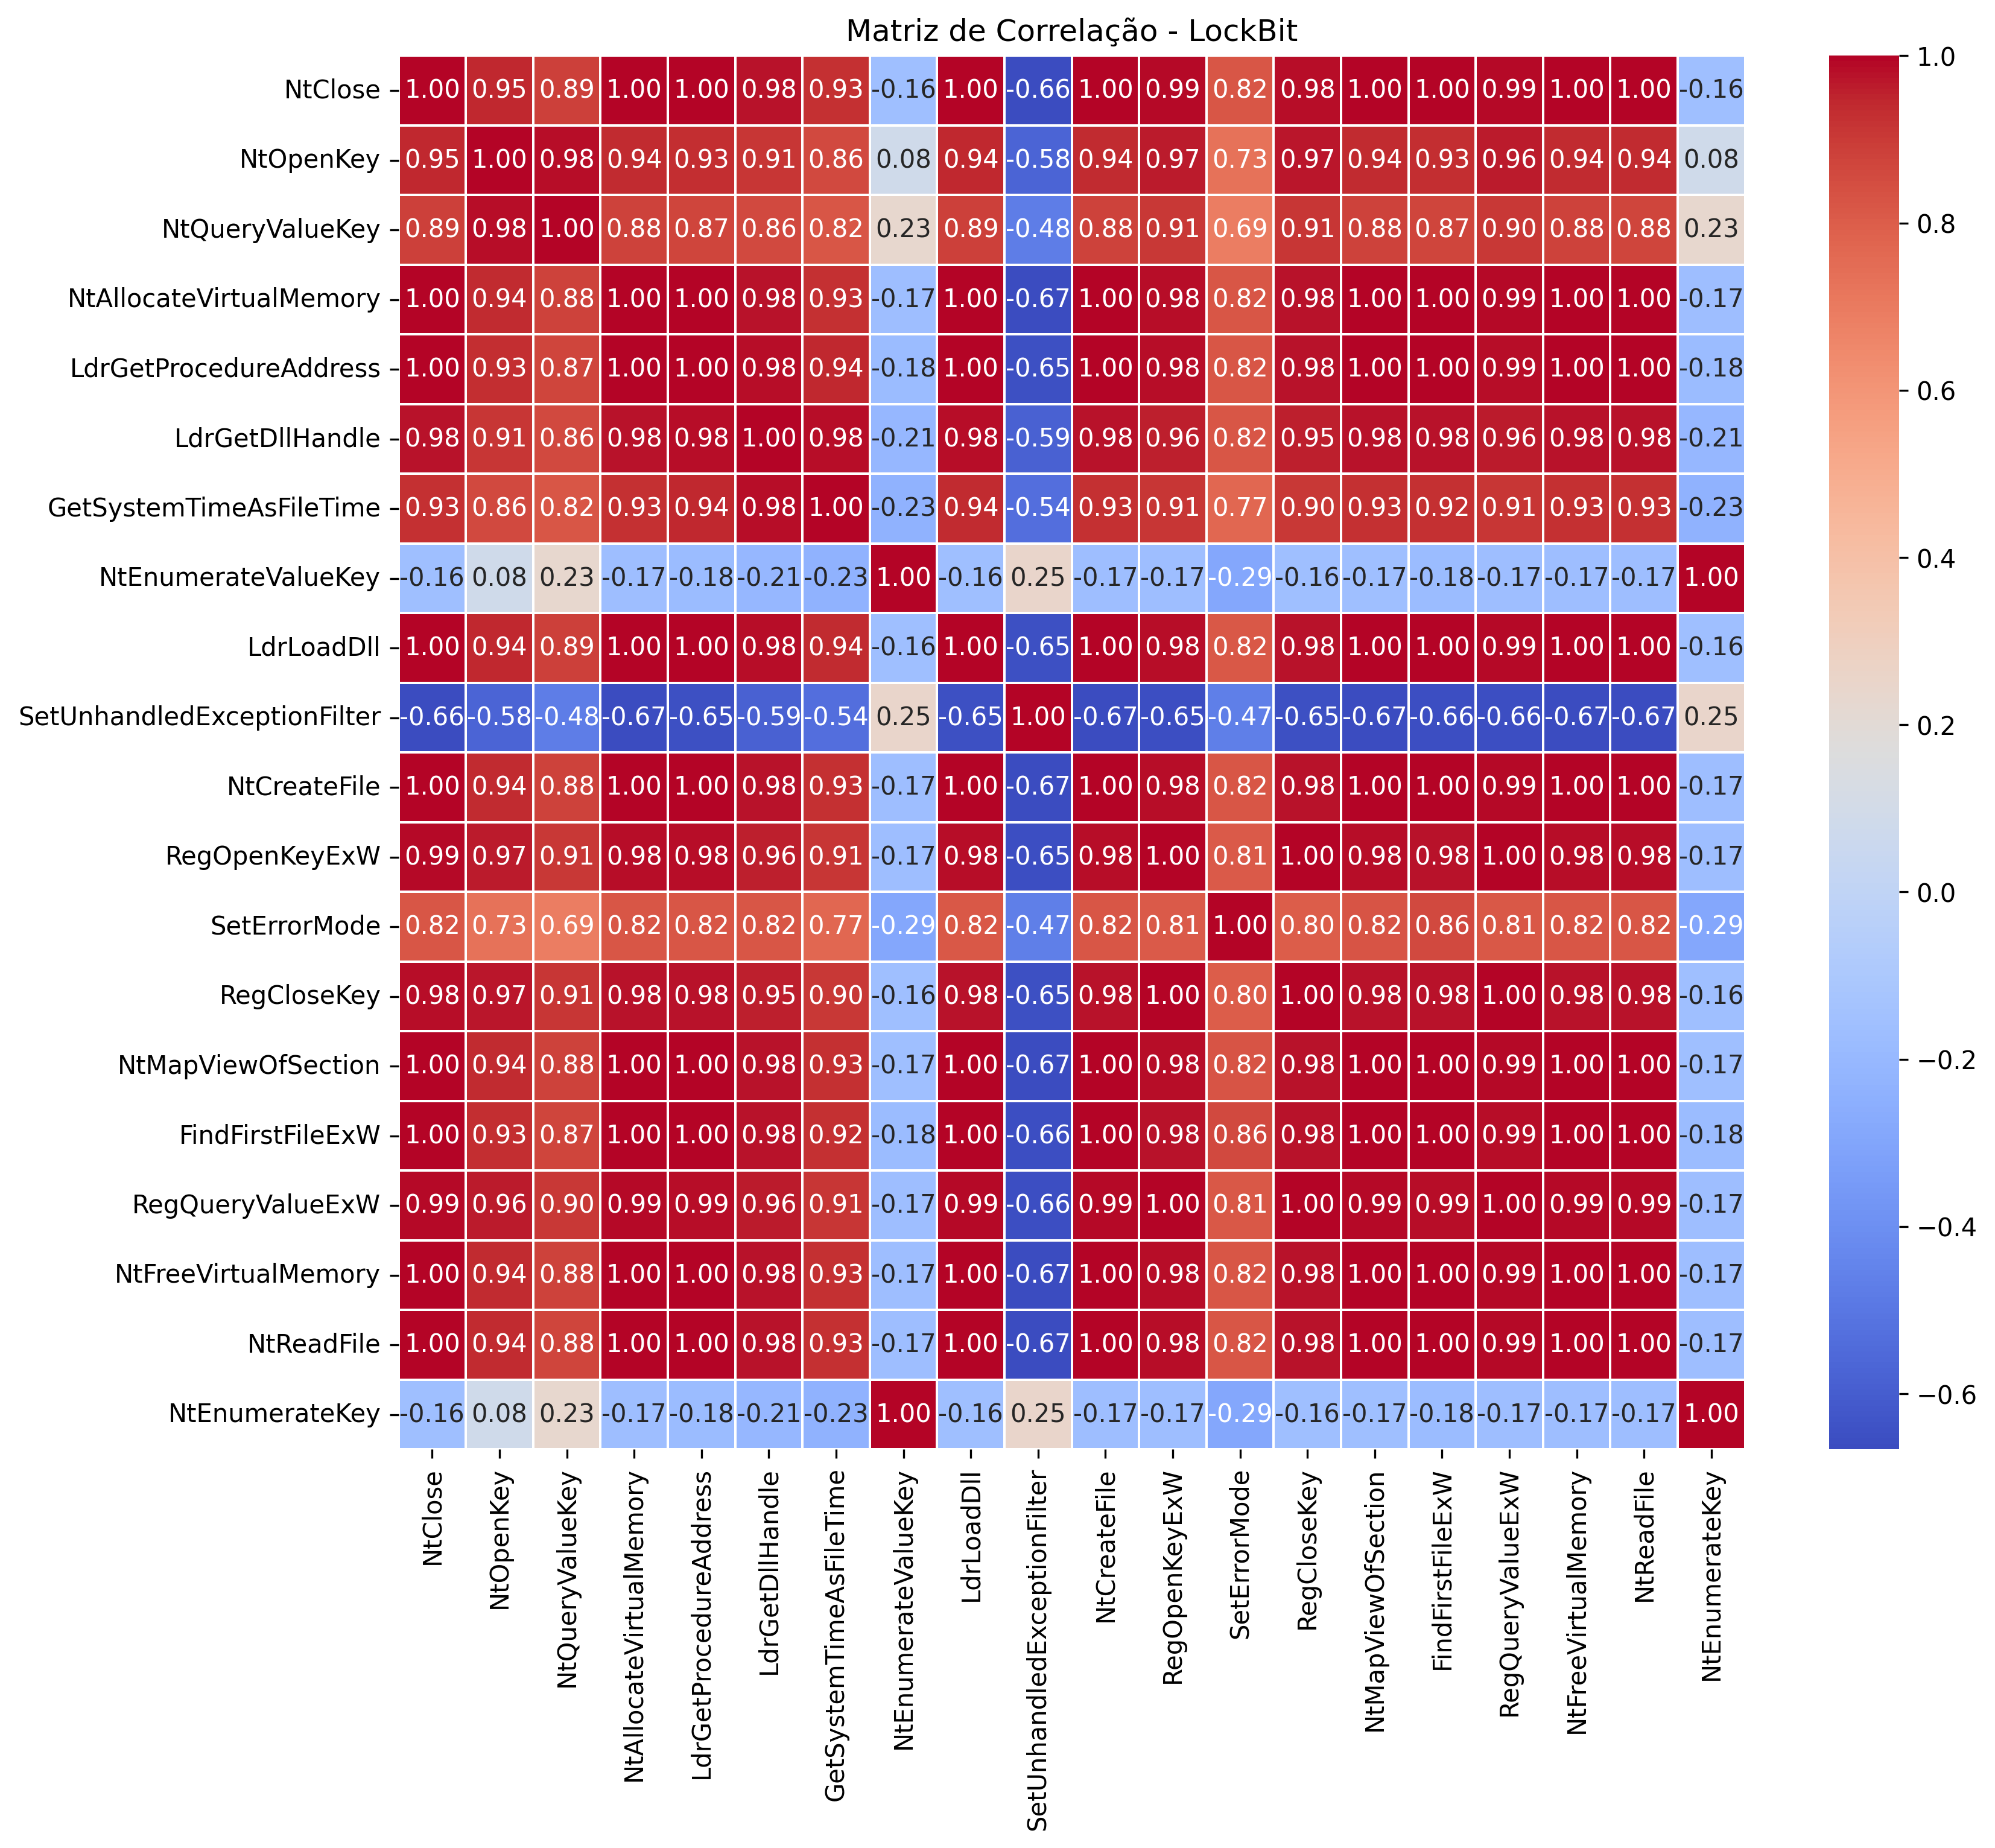 Matriz de Correlação - LockBit
NtClose 1.00 0.95 0.89 1.00 1.00 0.98 0.93 -0.16 1.00 -0.66 1.00 0.99 0.82 0.98 1.00 1.00 0.99 1.00 1.00 -0.16
NtOpenKey 0.95 1.00 0.98 0.94 0.93 0.91 0.86 0.08 0.94 -0.58 0.94 0.97 0.73 0.97 0.94 0.93 0.96 0.94 0.94 0.08
NtQueryValueKey 0.89 0.98 1.00 0.88 0.87 0.86 0.82 0.23 0.89 -0.48 0.88 0.91 0.69 0.91 0.88 0.87 0.90 0.88 0.88 0.23
NtAllocateVirtualMemory 1.00 0.94 0.88 1.00 1.00 0.98 0.93 -0.17 1.00 -0.67 1.00 0.98 0.82 0.98 1.00 1.00 0.99 1.00 1.00 -0.17
LdrGetProcedureAddress 1.00 0.93 0.87 1.00 1.00 0.98 0.94 -0.18 1.00 -0.65 1.00 0.98 0.82 0.98 1.00 1.00 0.99 1.00 1.00 -0.18
LdrGetDllHandle 0.98 0.91 0.86 0.98 0.98 1.00 0.98 -0.21 0.98 -0.59 0.98 0.96 0.82 0.95 0.98 0.98 0.96 0.98 0.98 -0.21
GetSystemTimeAsFileTime 0.93 0.86 0.82 0.93 0.94 0.98 1.00 -0.23 0.94 -0.54 0.93 0.91 0.77 0.90 0.93 0.92 0.91 0.93 0.93 -0.23
NtEnumerateValueKey -0.16 0.08 0.23 -0.17 -0.18 -0.21 -0.23 1.00 -0.16 0.25 -0.17 -0.17 -0.29 -0.16 -0.17 -0.18 -0.17 -0.17 -0.17 1.00
LdrLoadDll 1.00 0.94 0.89 1.00 1.00 0.98 0.94 -0.16 1.00 -0.65 1.00 0.98 0.82 0.98 1.00 1.00 0.99 1.00 1.00 -0.16
SetUnhandledExceptionFilter -0.66 -0.58 -0.48 -0.67 -0.65 -0.59 -0.54 0.25 -0.65 1.00 -0.67 -0.65 -0.47 -0.65 -0.67 -0.66 -0.66 -0.67 -0.67 0.25
NtCreateFile 1.00 0.94 0.88 1.00 1.00 0.98 0.93 -0.17 1.00 -0.67 1.00 0.98 0.82 0.98 1.00 1.00 0.99 1.00 1.00 -0.17
RegOpenKeyExW 0.99 0.97 0.91 0.98 0.98 0.96 0.91 -0.17 0.98 -0.65 0.98 1.00 0.81 1.00 0.98 0.98 1.00 0.98 0.98 -0.17
SetErrorMode 0.82 0.73 0.69 0.82 0.82 0.82 0.77 -0.29 0.82 -0.47 0.82 0.81 1.00 0.80 0.82 0.86 0.81 0.82 0.82 -0.29
RegCloseKey 0.98 0.97 0.91 0.98 0.98 0.95 0.90 -0.16 0.98 -0.65 0.98 1.00 0.80 1.00 0.98 0.98 1.00 0.98 0.98 -0.16
NtMapViewOfSection 1.00 0.94 0.88 1.00 1.00 0.98 0.93 -0.17 1.00 -0.67 1.00 0.98 0.82 0.98 1.00 1.00 0.99 1.00 1.00 -0.17
FindFirstFileExW 1.00 0.93 0.87 1.00 1.00 0.98 0.92 -0.18 1.00 -0.66 1.00 0.98 0.86 0.98 1.00 1.00 0.99 1.00 1.00 -0.18
RegQueryValueExW 0.99 0.96 0.90 0.99 0.99 0.96 0.91 -0.17 0.99 -0.66 0.99 1.00 0.81 1.00 0.99 0.99 1.00 0.99 0.99 -0.17
NtFreeVirtualMemory 1.00 0.94 0.88 1.00 1.00 0.98 0.93 -0.17 1.00 -0.67 1.00 0.98 0.82 0.98 1.00 1.00 0.99 1.00 1.00 -0.17
NtReadFile 1.00 0.94 0.88 1.00 1.00 0.98 0.93 -0.17 1.00 -0.67 1.00 0.98 0.82 0.98 1.00 1.00 0.99 1.00 1.00 -0.17
NtEnumerateKey -0.16 0.08 0.23 -0.17 -0.18 -0.21 -0.23 1.00 -0.16 0.25 -0.17 -0.17 -0.29 -0.16 -0.17 -0.18 -0.17 -0.17 -0.17 1.00
NtClose
NtOpenKey
NtQueryValueKey
NtAllocateVirtualMemory
LdrGetProcedureAddress
LdrGetDllHandle
GetSystemTimeAsFileTime
NtEnumerateValueKey
LdrLoadDll
SetUnhandledExceptionFilter
NtCreateFile
RegOpenKeyExW
SetErrorMode
RegCloseKey
NtMapViewOfSection
FindFirstFileExW
RegQueryValueExW
NtFreeVirtualMemory
NtReadFile
NtEnumerateKey
1.0
0.8
0.6
0.4
0.2
0.0
−0.2
−0.4
−0.6